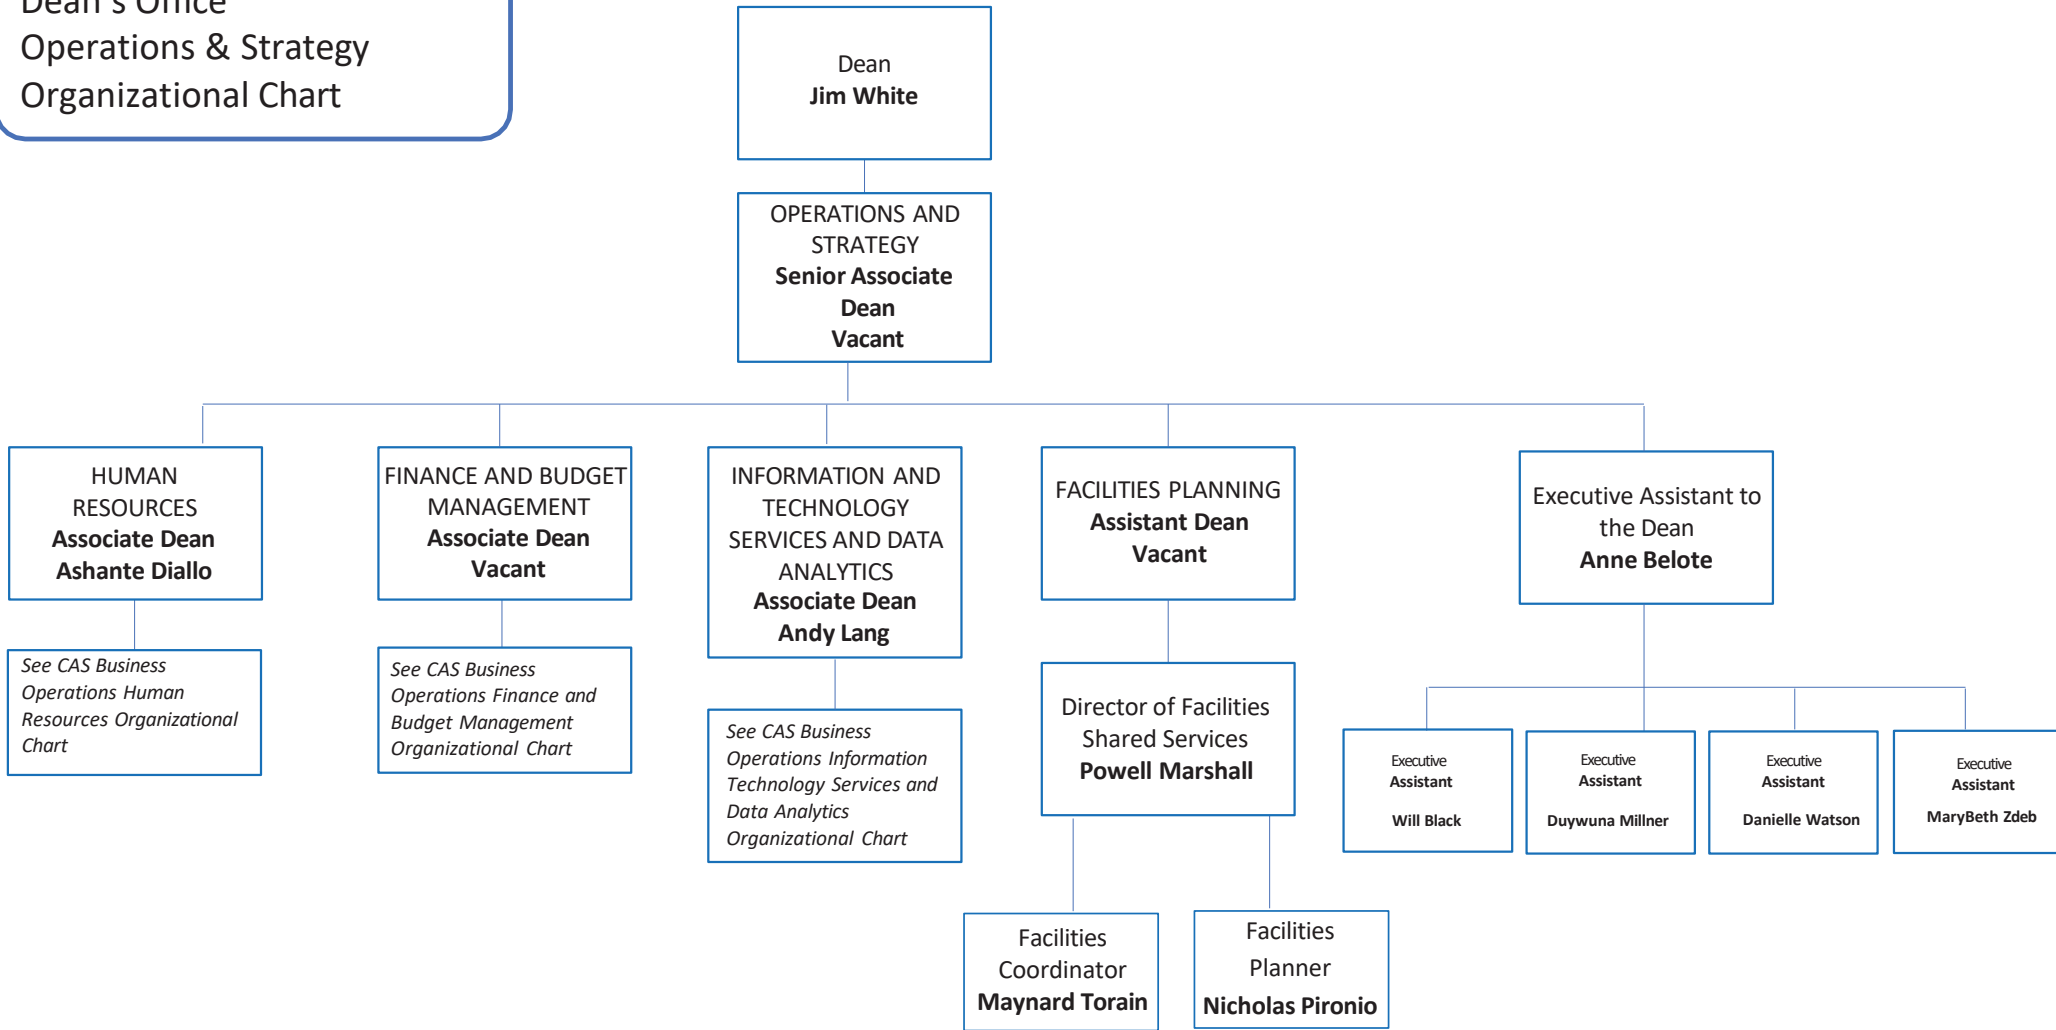 Dean's Office
Operations & Strategy
Organizational Chart
Dean
Jim White
OPERATIONS AND
STRATEGY
Senior Associate
Dean
Vacant
HUMAN
RESOURCES
Associate Dean
Ashante Diallo
FINANCE AND BUDGET
MANAGEMENT
Associate Dean
Vacant
INFORMATION AND
TECHNOLOGY
SERVICES AND DATA
ANALYTICS
Associate Dean
Andy Lang
FACILITIES PLANNING
Assistant Dean
Vacant
Executive Assistant to
the Dean
Anne Belote
See CAS Business
Operations Human
Resources Organizational
Chart
See CAS Business
Operations Finance and
Budget Management
Organizational Chart
See CAS Business
Operations Information
Technology Services and
Data Analytics
Organizational Chart
Director of Facilities
Shared Services
Powell Marshall
Executive
Assistant
Will Black
Executive
Assistant
Duywuna Millner
Executive
Assistant
Danielle Watson
Executive
Assistant
MaryBeth Zdeb
Facilities
Coordinator
Maynard Torain
Facilities
Planner
Nicholas Pironio